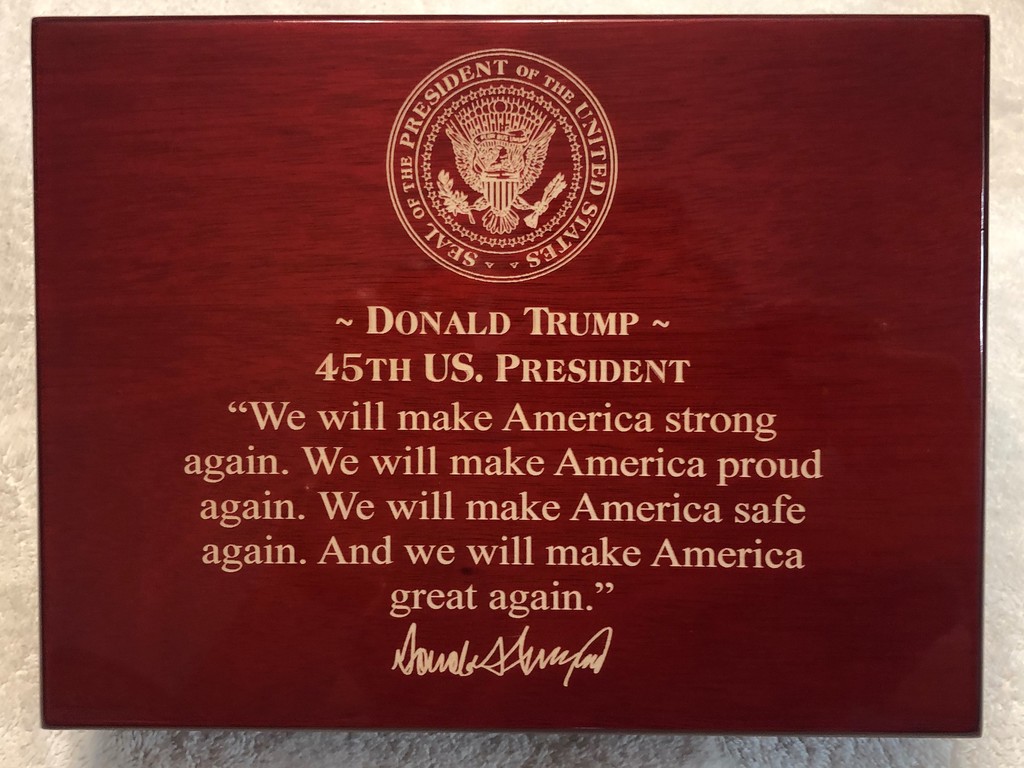 SEAL OF THE PRESIDENT OF THE UNITED STATES
~ DONALD TRUMP ~
45TH US. PRESIDENT
“We will make America strong
again. We will make America proud
again. We will make America safe
again. And we will make America
great again.”
Donald Trump